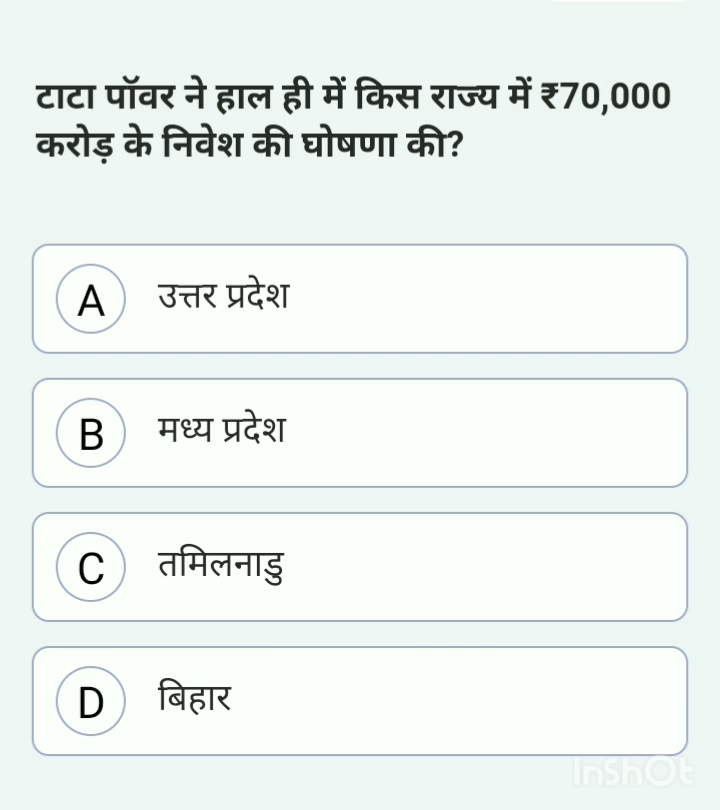 टाटा पॉवर ने हाल ही में किस राज्य में ₹70,000
करोड़ के निवेश की घोषणा की?
A उत्तर प्रदेश
B मध्य प्रदेश
C तमिलनाडु
D बिहार
InShOt